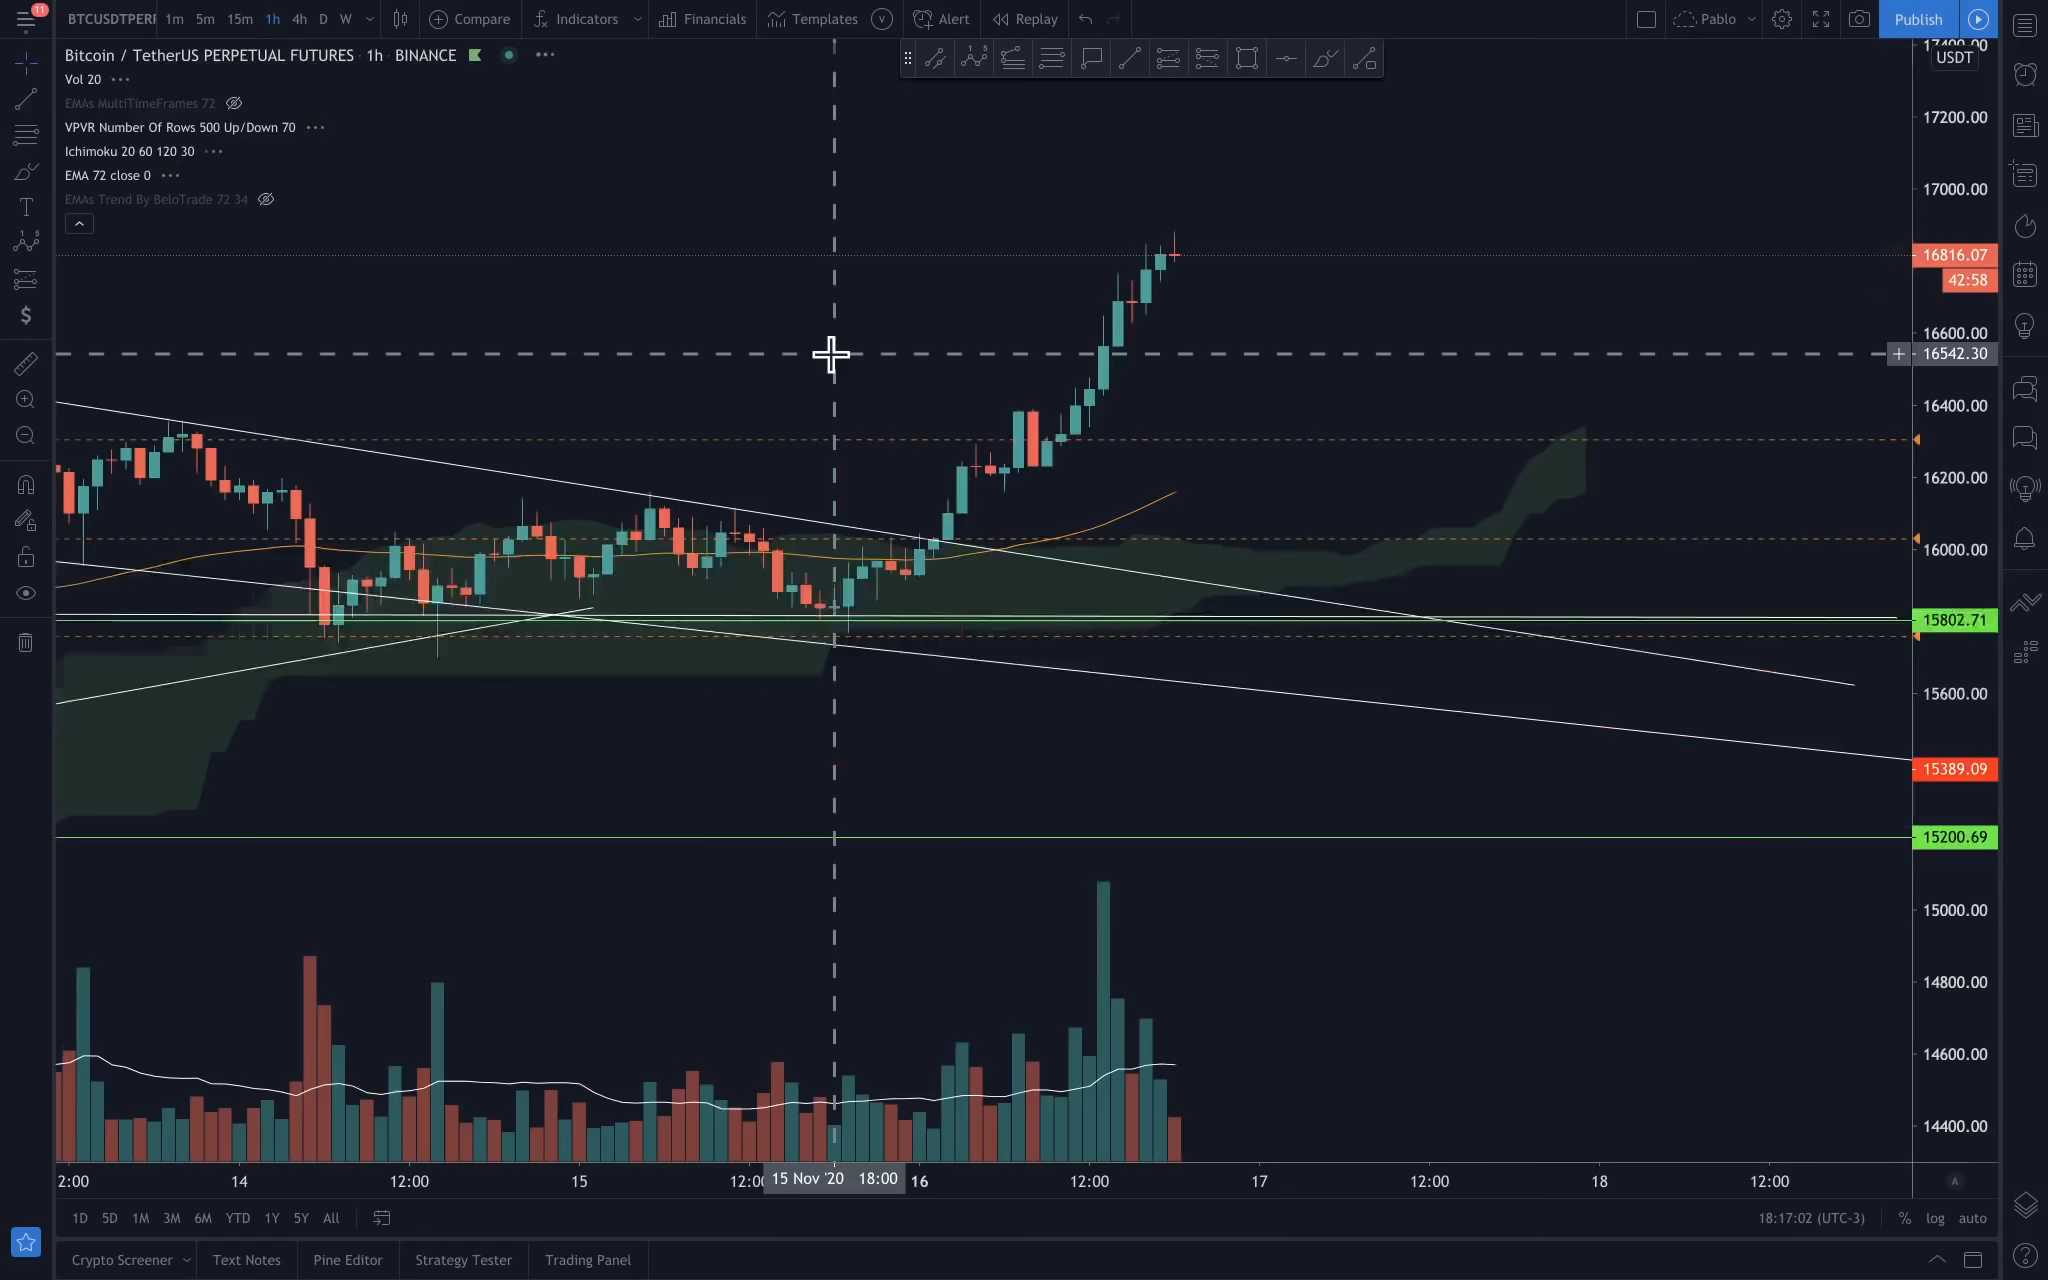 11
BTCUSDTPERP 1m 5m 15m 1h 4h D W Compare Indicators Financials Templates V Alert Replay Pablo Publish
Bitcoin / TetherUS PERPETUAL FUTURES · 1h · BINANCE
Vol 20
EMAs MultiTimeFrames 72
VPVR Number Of Rows 500 Up/Down 70
Ichimoku 20 60 120 30
EMA 72 close 0
EMAs Trend By BeloTrade 72 34
17400.00
USDT
17200.00
17000.00
16816.07
42:58
16600.00
16542.30
16400.00
16200.00
16000.00
15802.71
15600.00
15389.09
15200.69
15000.00
14800.00
14600.00
14400.00
2:00 14 12:00 15 12:00 15 Nov '20 18:00 16 12:00 17 12:00 18 12:00 A
1D 5D 1M 3M 6M YTD 1Y 5Y All 18:17:02 (UTC-3) % log auto
Crypto Screener Text Notes Pine Editor Strategy Tester Trading Panel